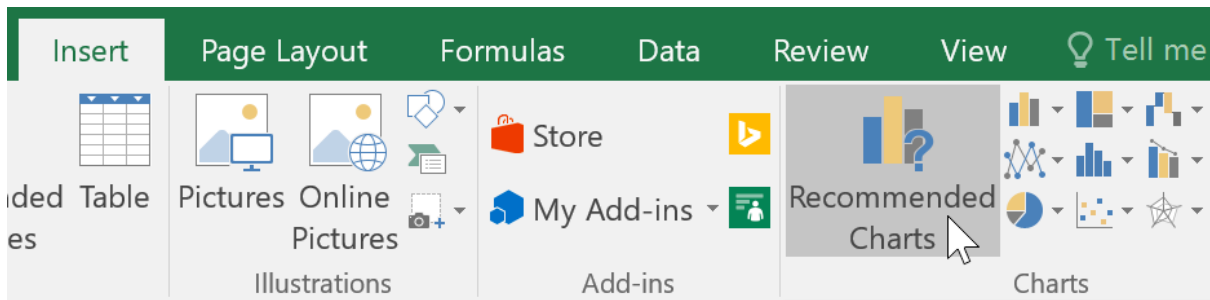 Insert Page Layout Formulas Data Review View Tell me
Table
Pictures
Online
Pictures
Illustrations
Store
My Add-ins
Add-ins
Recommended
Charts
Charts